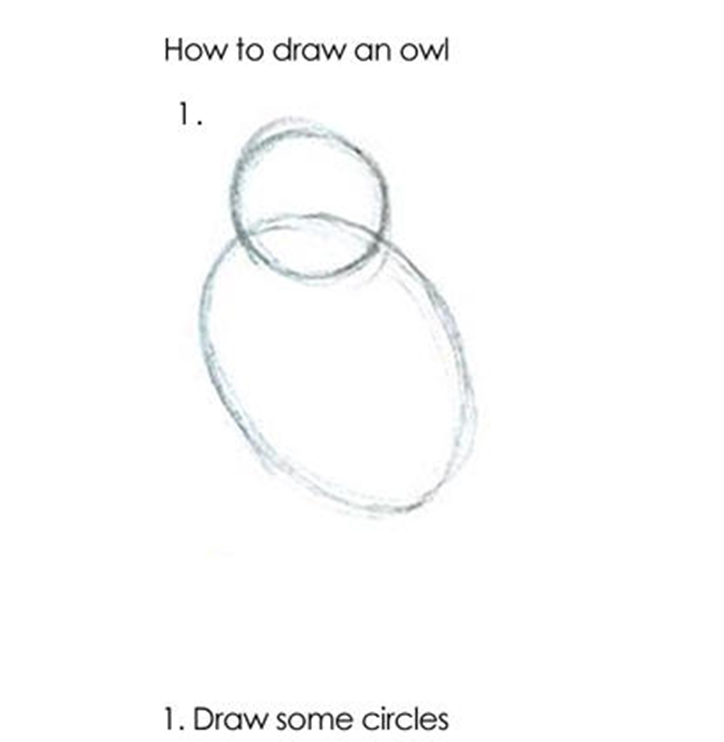 How to draw an owl
1.
1. Draw some circles